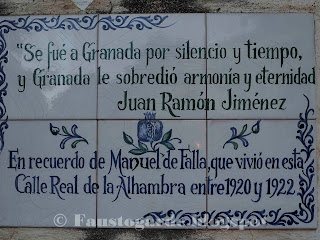 “Se fué a Granada por silencio y tiempo,
y Granada le sobredió armonía y eternidad
Juan Ramón Jiménez
En recuerdo de Manuel de Falla, que vivió en esta
Calle Real de la Alhambra entre 1920 y 1922.
©